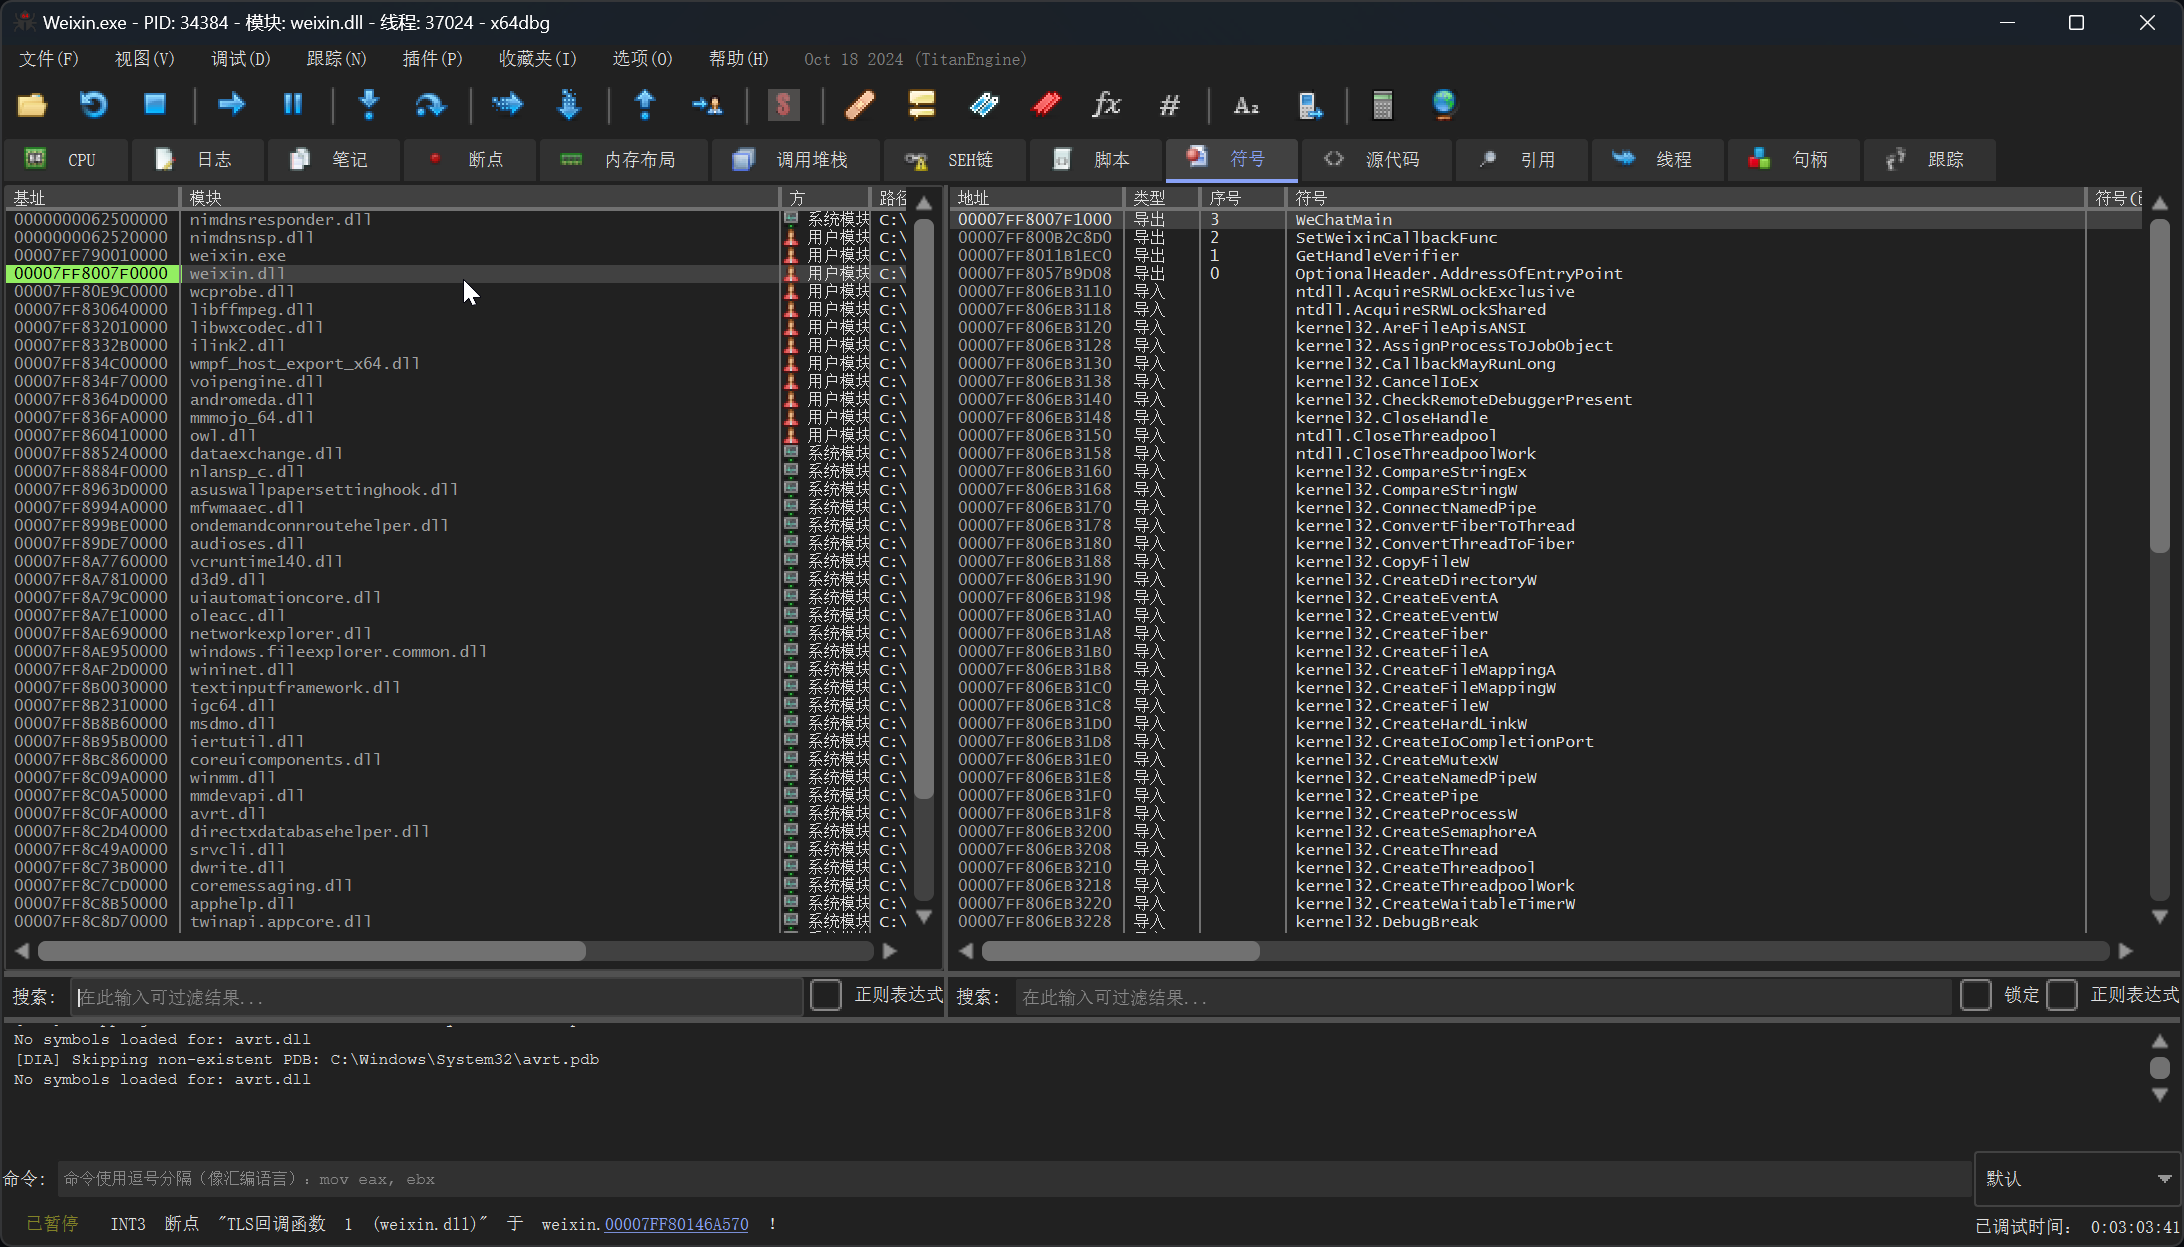 Weixin.exe - PID: 34384 - 模块: weixin.dll - 线程: 37024 - x64dbg
文件(F) 视图(V) 调试(D) 跟踪(N) 插件(P) 收藏夹(I) 选项(O) 帮助(H) Oct 18 2024 (TitanEngine)
CPU 日志 笔记 断点 内存布局 调用堆栈 SEH链 脚本 符号 源代码 引用 线程 句柄 跟踪
基址 模块 方 路径
0000000062500000 nimdnsresponder.dll 系统模块 C:\
0000000062520000 nimdnsnsp.dll 用户模块 C:\
00007FF790010000 weixin.exe 用户模块 C:\
00007FF8007F0000 weixin.dll 用户模块 C:\
00007FF80E9C0000 wcprobe.dll 用户模块 C:\
00007FF830640000 libffmpeg.dll 用户模块 C:\
00007FF832010000 libwxcodec.dll 用户模块 C:\
00007FF8332B0000 ilink2.dll 用户模块 C:\
00007FF834C00000 wmpf_host_export_x64.dll 用户模块 C:\
00007FF834F70000 voipengine.dll 用户模块 C:\
00007FF8364D0000 andromeda.dll 用户模块 C:\
00007FF836FA0000 mmmojo_64.dll 用户模块 C:\
00007FF860410000 owl.dll 用户模块 C:\
00007FF885240000 dataexchange.dll 系统模块 C:\
00007FF8884F0000 nlansp_c.dll 系统模块 C:\
00007FF8963D0000 asuswallpapersettinghook.dll 系统模块 C:\
00007FF8994A0000 mfwmaaec.dll 系统模块 C:\
00007FF899BE0000 ondemandconnroutehelper.dll 系统模块 C:\
00007FF89DE70000 audioses.dll 系统模块 C:\
00007FF8A7760000 vcruntime140.dll 系统模块 C:\
00007FF8A7810000 d3d9.dll 系统模块 C:\
00007FF8A79C0000 uiautomationcore.dll 系统模块 C:\
00007FF8A7E10000 oleacc.dll 系统模块 C:\
00007FF8AE690000 networkexplorer.dll 系统模块 C:\
00007FF8AE950000 windows.fileexplorer.common.dll 系统模块 C:\
00007FF8AF2D0000 wininet.dll 系统模块 C:\
00007FF8B0030000 textinputframework.dll 系统模块 C:\
00007FF8B2310000 igc64.dll 系统模块 C:\
00007FF8B8B60000 msdmo.dll 系统模块 C:\
00007FF8B95B0000 iertutil.dll 系统模块 C:\
00007FF8BC860000 coreuicomponents.dll 系统模块 C:\
00007FF8C09A0000 winmm.dll 系统模块 C:\
00007FF8C0A50000 mmdevapi.dll 系统模块 C:\
00007FF8C0FA0000 avrt.dll 系统模块 C:\
00007FF8C2D40000 directxdatabasehelper.dll 系统模块 C:\
00007FF8C49A0000 srvcli.dll 系统模块 C:\
00007FF8C73B0000 dwrite.dll 系统模块 C:\
00007FF8C7CD0000 coremessaging.dll 系统模块 C:\
00007FF8C8B50000 apphelp.dll 系统模块 C:\
00007FF8C8D70000 twinapi.appcore.dll 系统模块 C:\
地址 类型 序号 符号 符号(已
00007FF8007F1000 导出 3 WeChatMain
00007FF800B2C8D0 导出 2 SetWeixinCallbackFunc
00007FF8011B1EC0 导出 1 GetHandleVerifier
00007FF8057B9D08 导出 0 OptionalHeader.AddressOfEntryPoint
00007FF806EB3110 导入 ntdll.AcquireSRWLockExclusive
00007FF806EB3118 导入 ntdll.AcquireSRWLockShared
00007FF806EB3120 导入 kernel32.AreFileApisANSI
00007FF806EB3128 导入 kernel32.AssignProcessToJobObject
00007FF806EB3130 导入 kernel32.CallbackMayRunLong
00007FF806EB3138 导入 kernel32.CancelIoEx
00007FF806EB3140 导入 kernel32.CheckRemoteDebuggerPresent
00007FF806EB3148 导入 kernel32.CloseHandle
00007FF806EB3150 导入 ntdll.CloseThreadpool
00007FF806EB3158 导入 ntdll.CloseThreadpoolWork
00007FF806EB3160 导入 kernel32.CompareStringEx
00007FF806EB3168 导入 kernel32.CompareStringW
00007FF806EB3170 导入 kernel32.ConnectNamedPipe
00007FF806EB3178 导入 kernel32.ConvertFiberToThread
00007FF806EB3180 导入 kernel32.ConvertThreadToFiber
00007FF806EB3188 导入 kernel32.CopyFileW
00007FF806EB3190 导入 kernel32.CreateDirectoryW
00007FF806EB3198 导入 kernel32.CreateEventA
00007FF806EB31A0 导入 kernel32.CreateEventW
00007FF806EB31A8 导入 kernel32.CreateFiber
00007FF806EB31B0 导入 kernel32.CreateFileA
00007FF806EB31B8 导入 kernel32.CreateFileMappingA
00007FF806EB31C0 导入 kernel32.CreateFileMappingW
00007FF806EB31C8 导入 kernel32.CreateFileW
00007FF806EB31D0 导入 kernel32.CreateHardLinkW
00007FF806EB31D8 导入 kernel32.CreateIoCompletionPort
00007FF806EB31E0 导入 kernel32.CreateMutexW
00007FF806EB31E8 导入 kernel32.CreateNamedPipeW
00007FF806EB31F0 导入 kernel32.CreatePipe
00007FF806EB31F8 导入 kernel32.CreateProcessW
00007FF806EB3200 导入 kernel32.CreateSemaphoreA
00007FF806EB3208 导入 kernel32.CreateThread
00007FF806EB3210 导入 kernel32.CreateThreadpool
00007FF806EB3218 导入 kernel32.CreateThreadpoolWork
00007FF806EB3220 导入 kernel32.CreateWaitableTimerW
00007FF806EB3228 导入 kernel32.DebugBreak
搜索: 在此输入可过滤结果... 正则表达式 搜索: 在此输入可过滤结果... 锁定 正则表达式
No symbols loaded for: avrt.dll
[DIA] Skipping non-existent PDB: C:\Windows\System32\avrt.pdb
No symbols loaded for: avrt.dll
命令: 命令使用逗号分隔（像汇编语言）: mov eax, ebx 默认
已暂停 INT3 断点 "TLS回调函数 1 (weixin.dll)" 于 weixin.00007FF80146A570 ! 已调试时间: 0:03:03:41